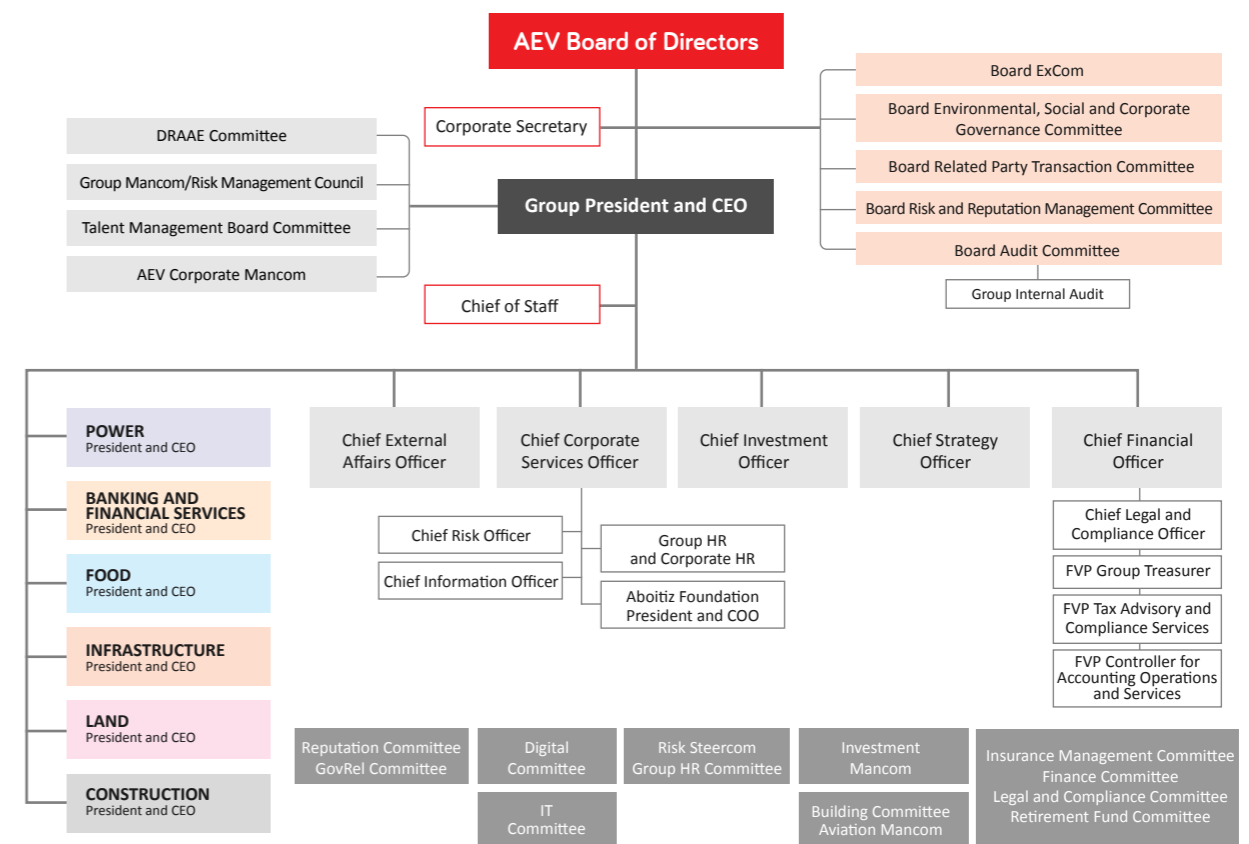 AEV Board of Directors
Corporate Secretary
Board ExCom
Board Environmental, Social and Corporate
Governance Committee
Board Related Party Transaction Committee
Board Risk and Reputation Management Committee
Board Audit Committee
Group Internal Audit
DRAAE Committee
Group Mancom/Risk Management Council
Talent Management Board Committee
AEV Corporate Mancom
Group President and CEO
Chief of Staff
POWER
President and CEO
BANKING AND
FINANCIAL SERVICES
President and CEO
FOOD
President and CEO
INFRASTRUCTURE
President and CEO
LAND
President and CEO
CONSTRUCTION
President and CEO
Chief External
Affairs Officer
Chief Corporate
Services Officer
Chief Investment
Officer
Chief Strategy
Officer
Chief Financial
Officer
Chief Risk Officer
Chief Information Officer
Group HR
and Corporate HR
Aboitiz Foundation
President and COO
Chief Legal and
Compliance Officer
FVP Group Treasurer
FVP Tax Advisory and
Compliance Services
FVP Controller for
Accounting Operations
and Services
Reputation Committee
GovRel Committee
Digital
Committee
IT
Committee
Risk Steercom
Group HR Committee
Investment
Mancom
Building Committee
Aviation Mancom
Insurance Management Committee
Finance Committee
Legal and Compliance Committee
Retirement Fund Committee